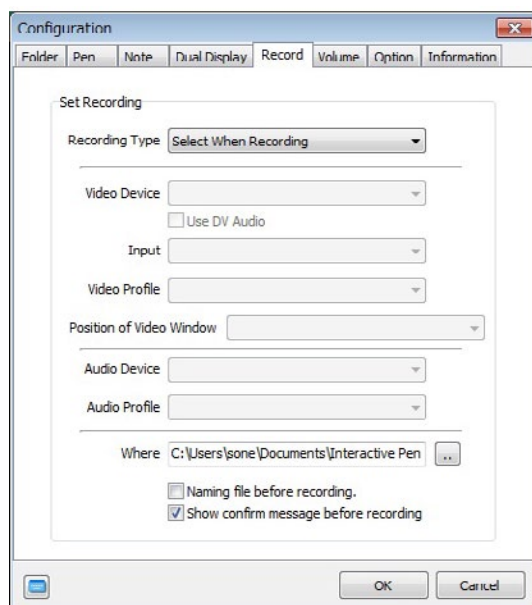 Configuration
Folder Pen Note Dual Display Record Volume Option Information
Set Recording
Recording Type Select When Recording
Video Device
Use DV Audio
Input
Video Profile
Position of Video Window
Audio Device
Audio Profile
Where C:\Users\sone\Documents\Interactive Pen ..
Naming file before recording.
Show confirm message before recording
OK Cancel